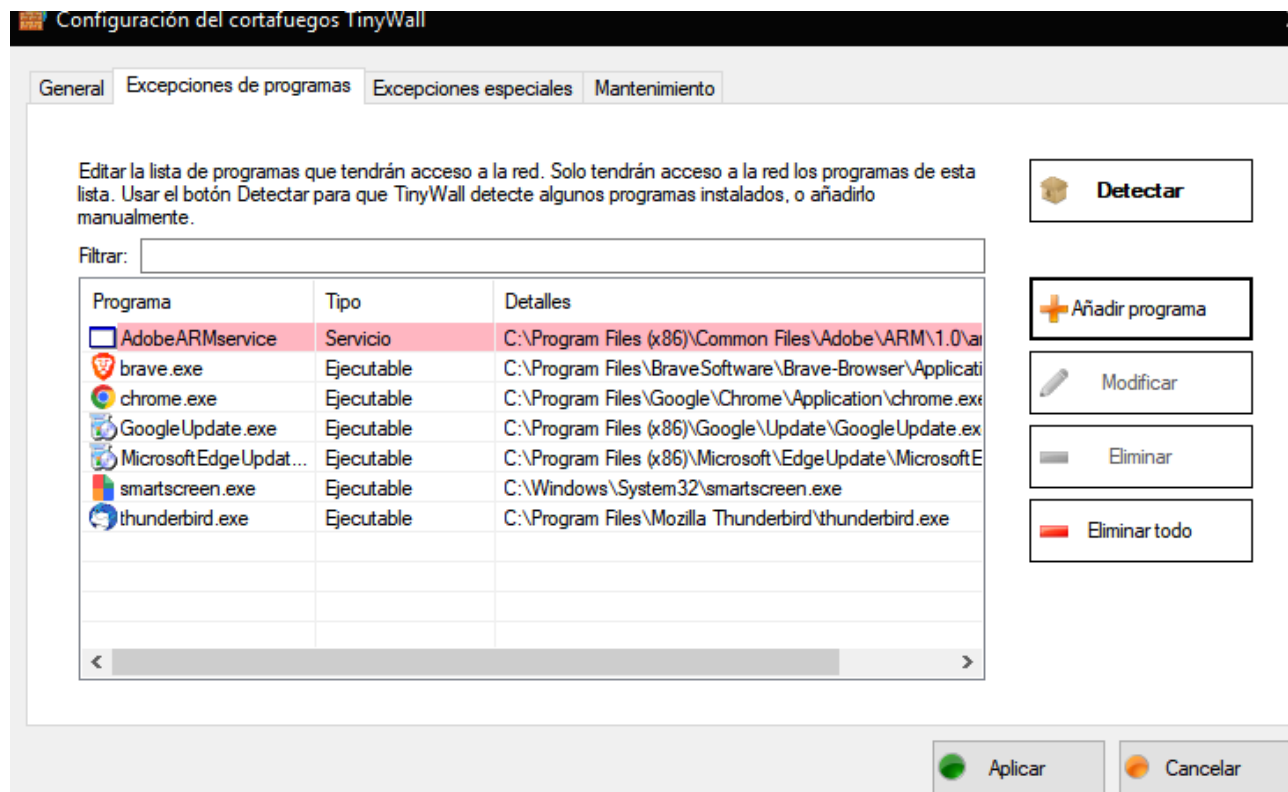 Configuración del cortafuegos TinyWall
General Excepciones de programas Excepciones especiales Mantenimiento
Editar la lista de programas que tendrán acceso a la red. Solo tendrán acceso a la red los programas de esta
lista. Usar el botón Detectar para que TinyWall detecte algunos programas instalados, o añadirlo
manualmente.
Detectar
Filtrar:
Programa Tipo Detalles
AdobeARMservice Servicio C:\Program Files (x86)\Common Files\Adobe\ARM\1.0\ar
brave.exe Ejecutable C:\Program Files\BraveSoftware\Brave-Browser\Applicati
chrome.exe Ejecutable C:\Program Files\Google\Chrome\Application\chrome.exe
GoogleUpdate.exe Ejecutable C:\Program Files (x86)\Google\Update\GoogleUpdate.ex
MicrosoftEdgeUpdat... Ejecutable C:\Program Files (x86)\Microsoft\EdgeUpdate\MicrosoftE
smartscreen.exe Ejecutable C:\Windows\System32\smartscreen.exe
thunderbird.exe Ejecutable C:\Program Files\Mozilla Thunderbird\thunderbird.exe
Añadir programa
Modificar
Eliminar
Eliminar todo
Aplicar Cancelar